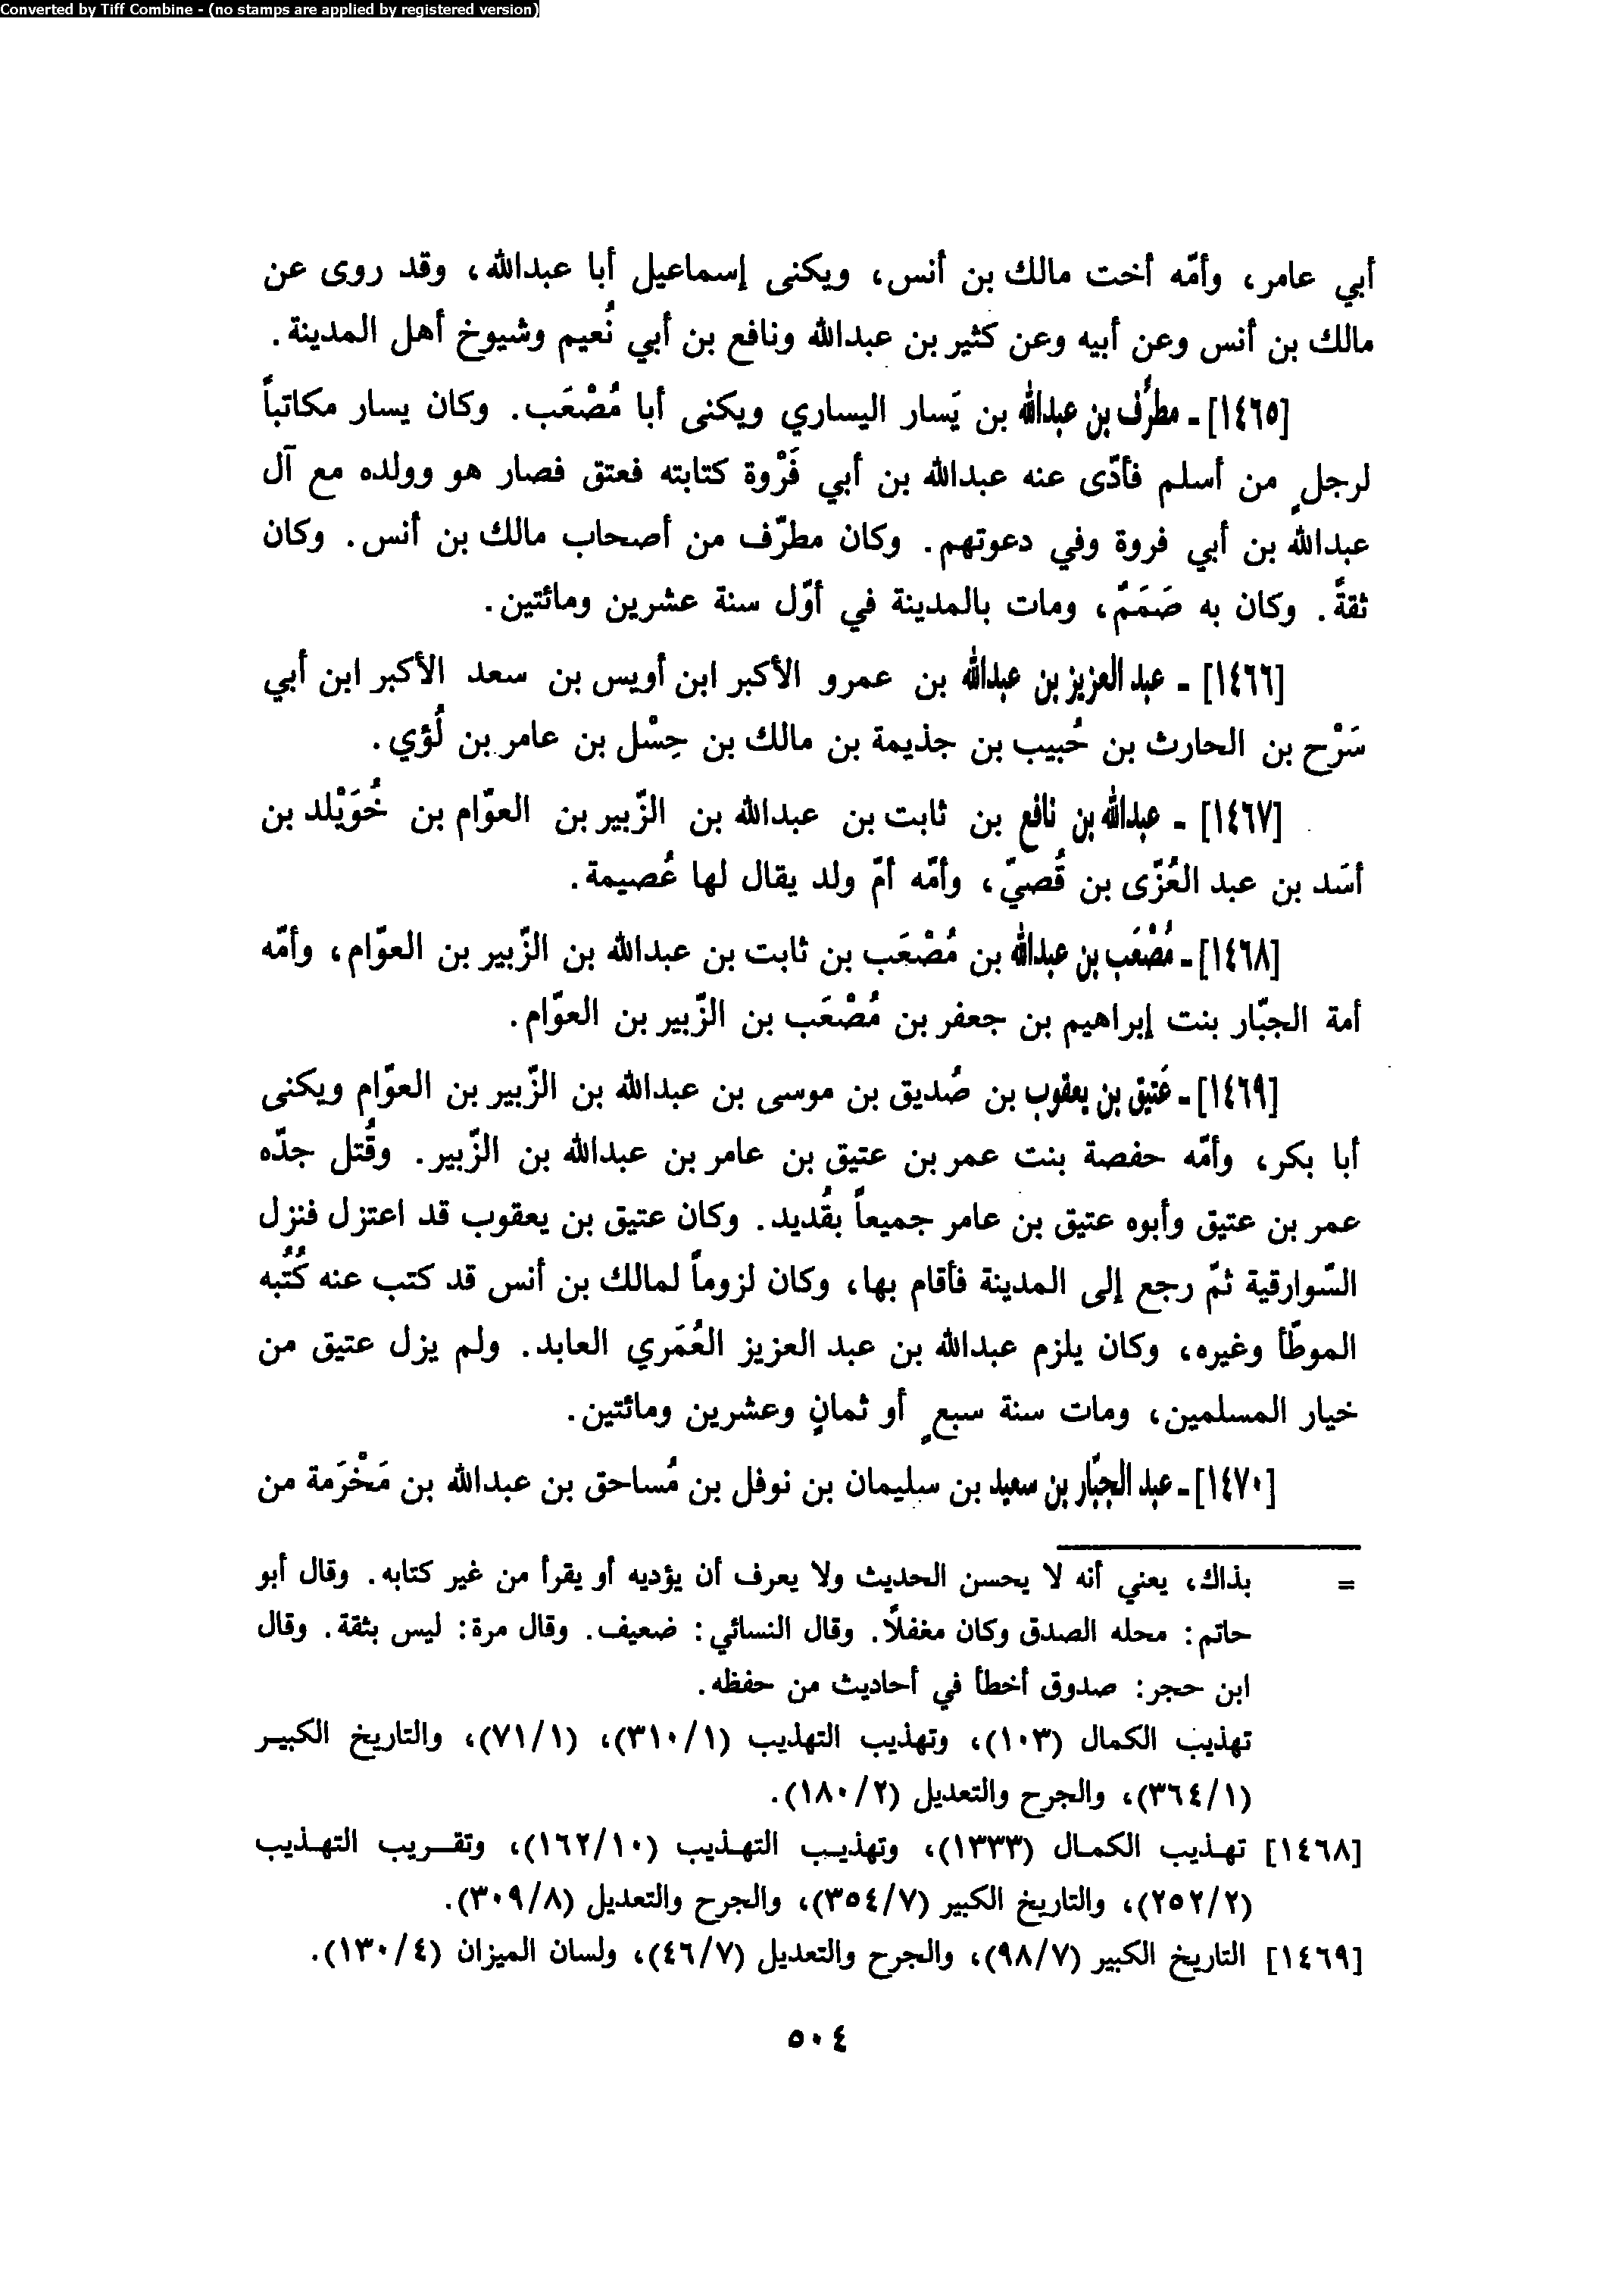 Converted by Tiff Combine - (no stamps are applied by registered version)
أبي عامر، وأمّه أخت مالك بن أنس، ويكنى إسماعيل أبا عبدالله، وقد روى عن
مالك بن أنس وعن أبيه وعن كثير بن عبدالله ونافع بن أبي نُعيم وشيوخ أهل المدينة.
[١٤٦٥] - مطرُّف بن عبدالله بن يَسار اليساري ويكنى أبا مُصْعَب. وكان يسار مكاتباً
لرجلٍ من أسلم فأدّى عنه عبدالله بن أبي فَرْوة كتابته فعتق فصار هو وولده مع آل
عبدالله بن أبي فروة وفي دعوتهم. وكان مطرّف من أصحاب مالك بن أنس. وكان
ثقةً. وكان به صَمَمٌ، ومات بالمدينة في أوّل سنة عشرين ومائتين.
[١٤٦٦] - عبد العزيز بن عبدالله بن عمرو الأكبر ابن أويس بن سعد الأكبر ابن أبي
سَرْح بن الحارث بن حُبيب بن جذيمة بن مالك بن حِسْل بن عامر بن لُؤي.
[١٤٦٧] - عبدالله بن نافع بن ثابت بن عبدالله بن الزّبير بن العوّام بن خُوَيْلد بن
أسَد بن عبد العُزّى بن قُصيّ، وأمّه أمّ ولد يقال لها عُصيمة.
[١٤٦٨] - مُصْعَب بن عبدالله بن مُصْعَب بن ثابت بن عبدالله بن الزّبير بن العوّام، وأمّه
أمة الجبّار بنت إبراهيم بن جعفر بن مُصْعَب بن الزّبير بن العوّام.
[١٤٦٩] - عَتيق بن يعقوب بن صُديق بن موسى بن عبدالله بن الزّبير بن العوّام ويكنى
أبا بكر، وأمّه حفصة بنت عمر بن عتيق بن عامر بن عبدالله بن الزّبير. وقُتل جدّه
عمر بن عتيق وأبوه عتيق بن عامر جميعاً بقُديد. وكان عتيق بن يعقوب قد اعتزل فنزل
السّوارقية ثمّ رجع إلى المدينة فأقام بها، وكان لزوماً لمالك بن أنس قد كتب عنه كُتُبه
الموطّأ وغيره، وكان يلزم عبدالله بن عبد العزيز العُمَري العابد. ولم يزل عتيق من
خيار المسلمين، ومات سنة سبعٍ أو ثمانٍ وعشرين ومائتين.
[١٤٧٠] - عبد الجبّار بن سعيد بن سليمان بن نوفل بن مُساحق بن عبدالله بن مَخْرَمة من
= بذاك، يعني أنه لا يحسن الحديث ولا يعرف أن يؤديه أو يقرأ من غير كتابه. وقال أبو
حاتم: محله الصدق وكان مغفلاً. وقال النسائي: ضعيف. وقال مرة: ليس بثقة. وقال
ابن حجر: صدوق أخطأ في أحاديث من حفظه.
تهذيب الكمال (١٠٣)، وتهذيب التهذيب (٣١٠/١)، (٧١/١)، والتاريخ الكبير
(٣٦٤/١)، والجرح والتعديل (١٨٠/٢).
[١٤٦٨] تهذيب الكمال (١٣٣٣)، وتهذيب التهذيب (١٦٢/١٠)، وتقريب التهذيب
(٢٥٢/٢)، والتاريخ الكبير (٣٥٤/٧)، والجرح والتعديل (٣٠٩/٨).
[١٤٦٩] التاريخ الكبير (٩٨/٧)، والجرح والتعديل (٤٦/٧)، ولسان الميزان (١٣٠/٤).
٥٠٤